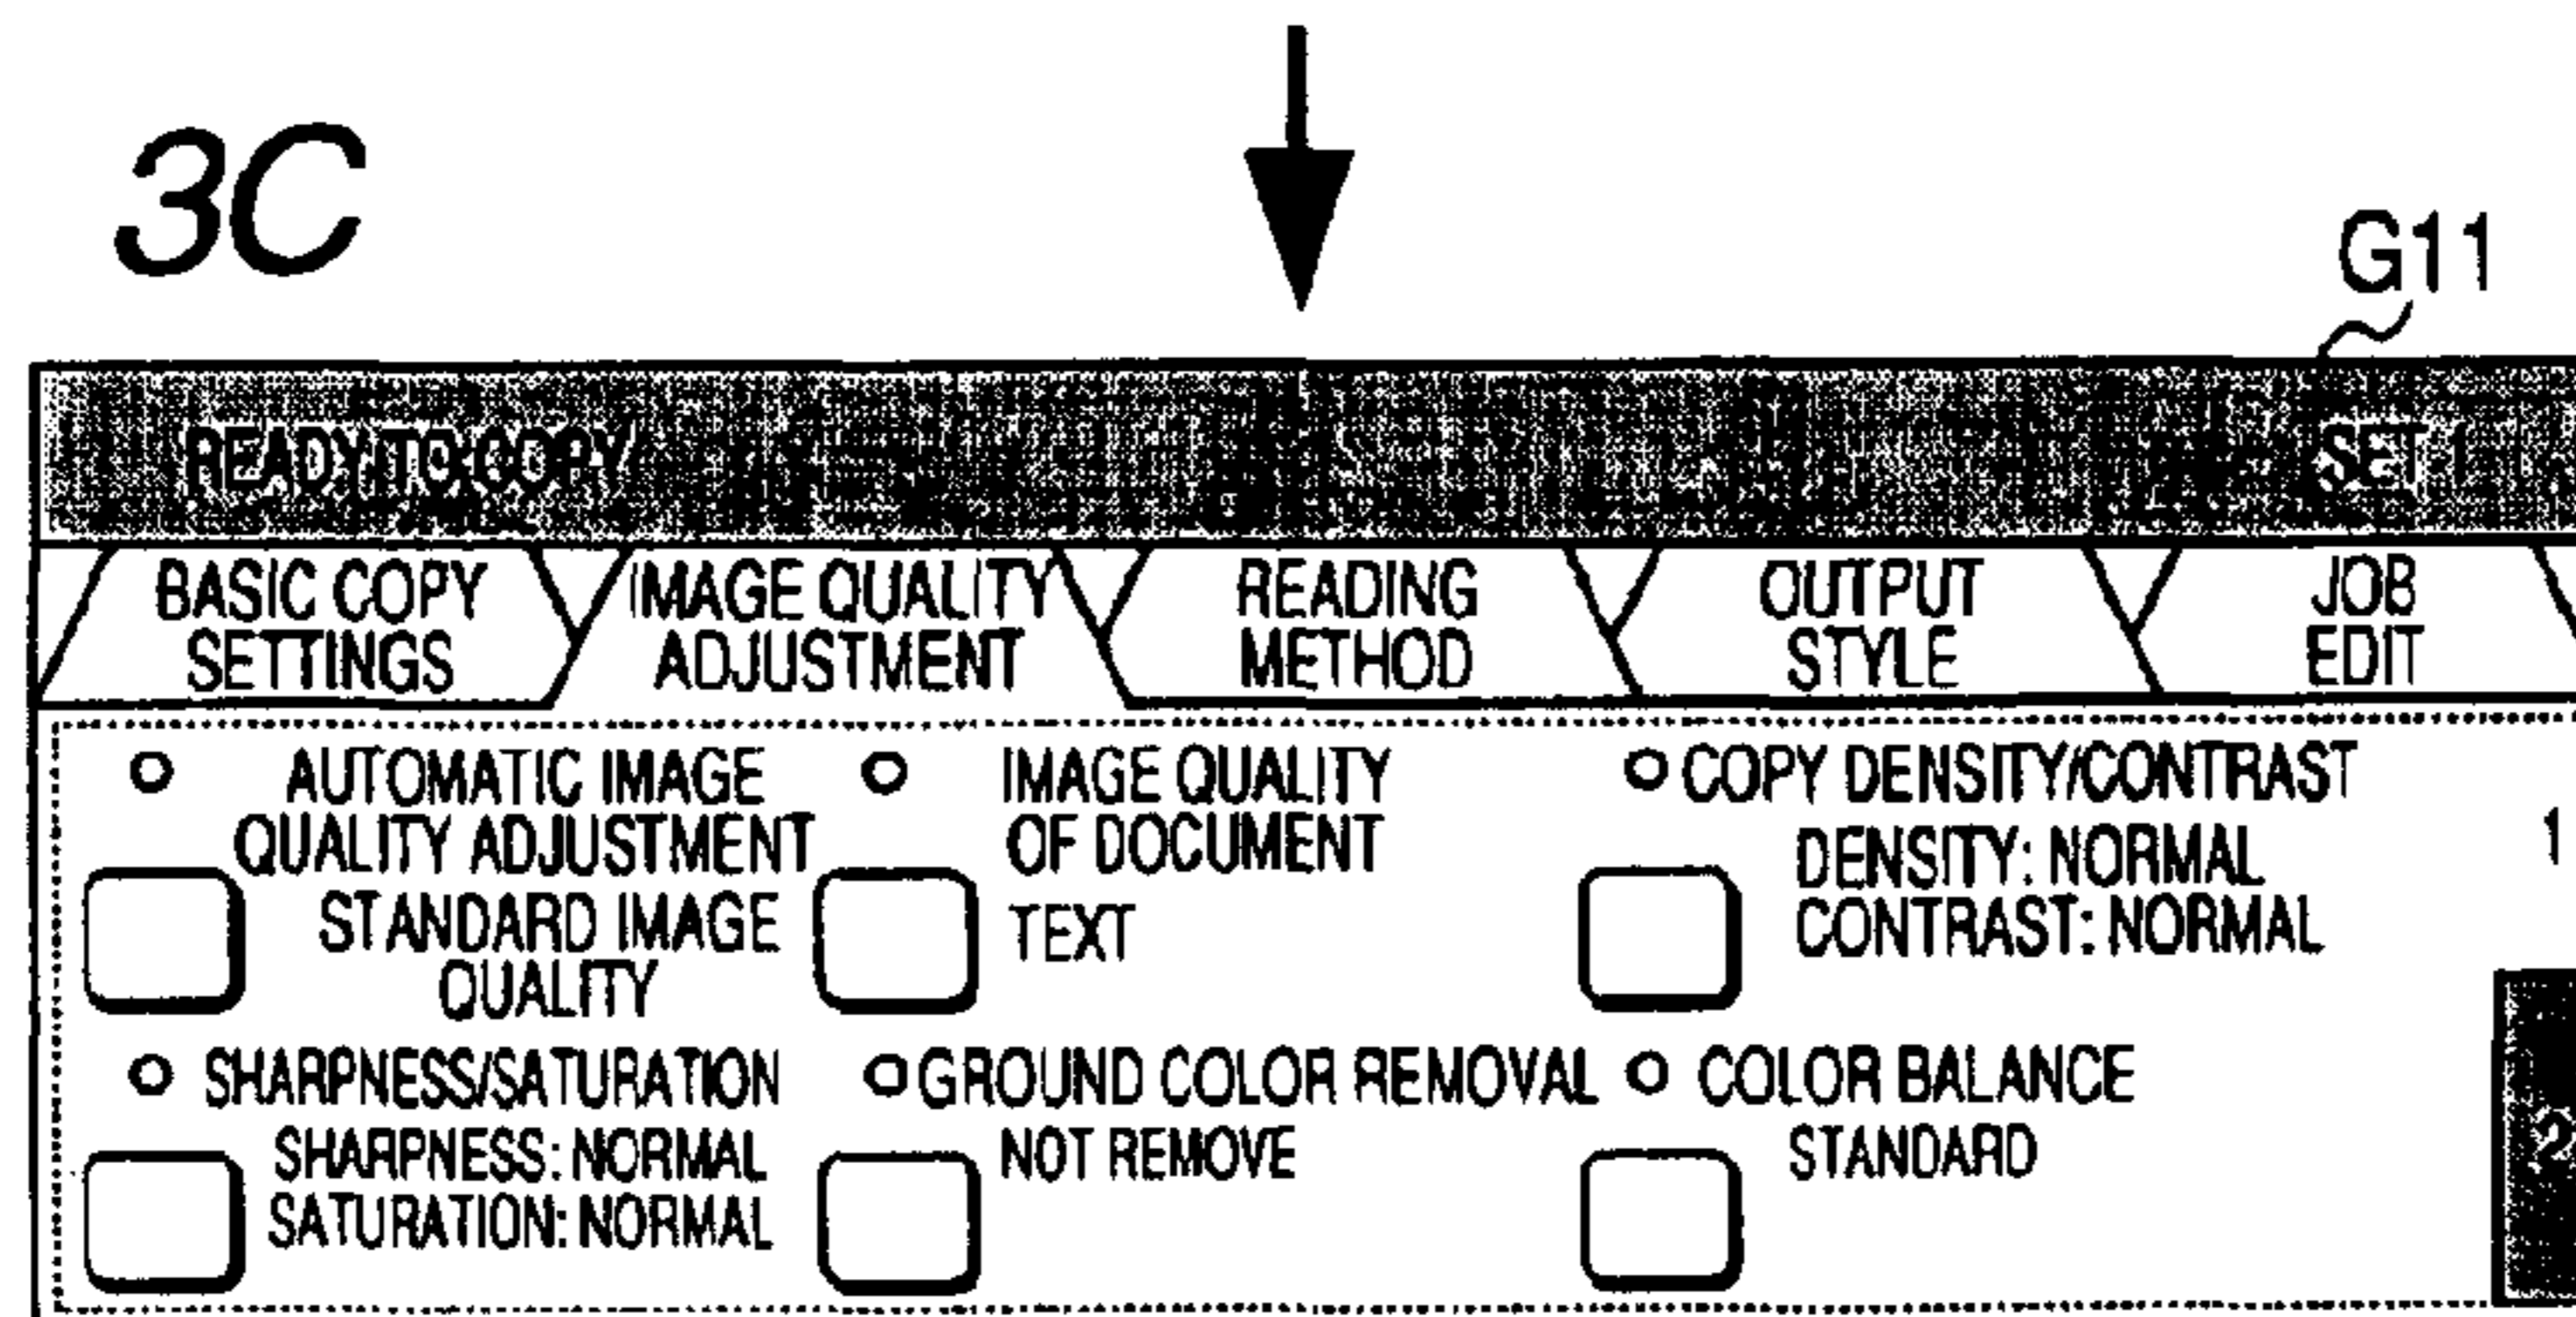 3C
G11
READY TO COPY
SET 1
BASIC COPY
SETTINGS
IMAGE QUALITY
ADJUSTMENT
READING
METHOD
OUTPUT
STYLE
JOB
EDIT
AUTOMATIC IMAGE
QUALITY ADJUSTMENT
STANDARD IMAGE
QUALITY
IMAGE QUALITY
OF DOCUMENT
TEXT
COPY DENSITY/CONTRAST
DENSITY: NORMAL
CONTRAST: NORMAL
1
SHARPNESS/SATURATION
SHARPNESS: NORMAL
SATURATION: NORMAL
GROUND COLOR REMOVAL
NOT REMOVE
COLOR BALANCE
STANDARD
2